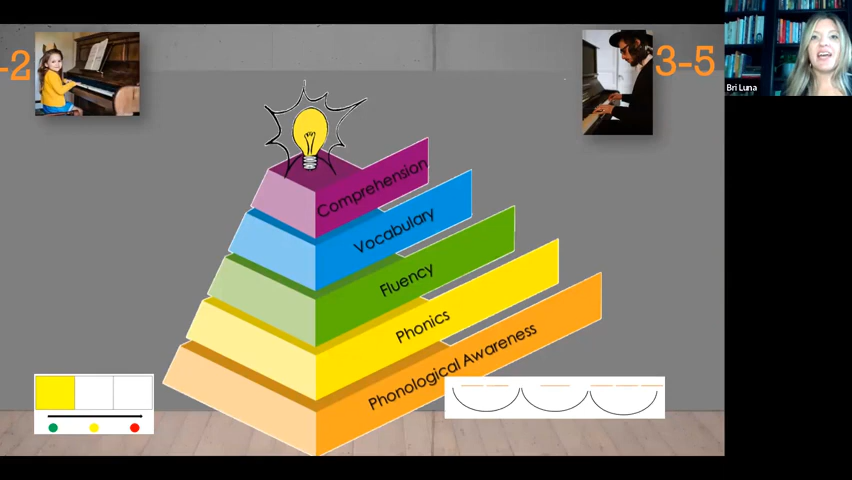 -2
3-5
Bri Luna
Comprehension
Vocabulary
Fluency
Phonics
Phonological Awareness